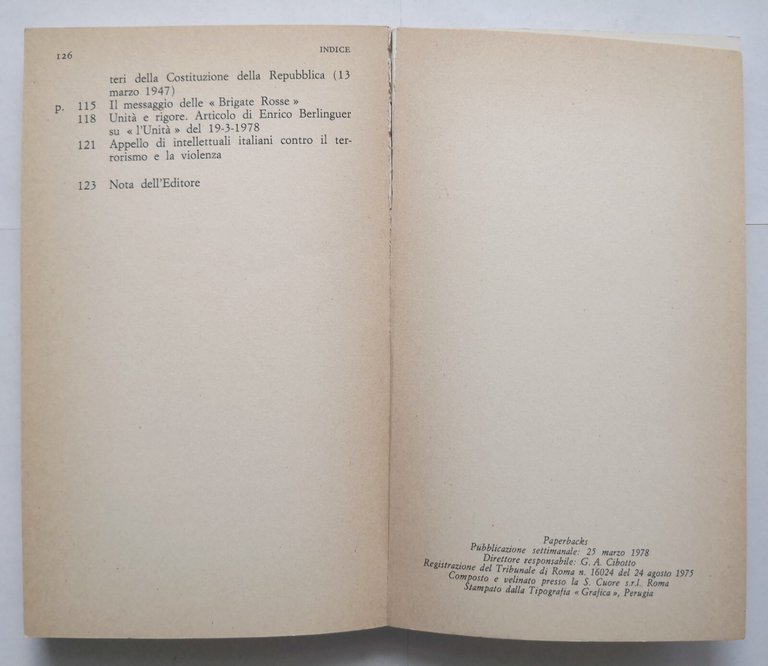 126 INDICE
teri della Costituzione della Repubblica (13
marzo 1947)
p. 115 Il messaggio delle « Brigate Rosse »
118 Unità e rigore. Articolo di Enrico Berlinguer
su « l'Unità » del 19-3-1978
121 Appello di intellettuali italiani contro il ter-
rorismo e la violenza
123 Nota dell'Editore
Paperbacks
Pubblicazione settimanale: 25 marzo 1978
Direttore responsabile: G. A. Cibotto
Registrazione del Tribunale di Roma n. 16024 del 24 agosto 1975
Composto e velinato presso la S. Cuore s.r.l. Roma
Stampato dalla Tipografia « Grafica », Perugia